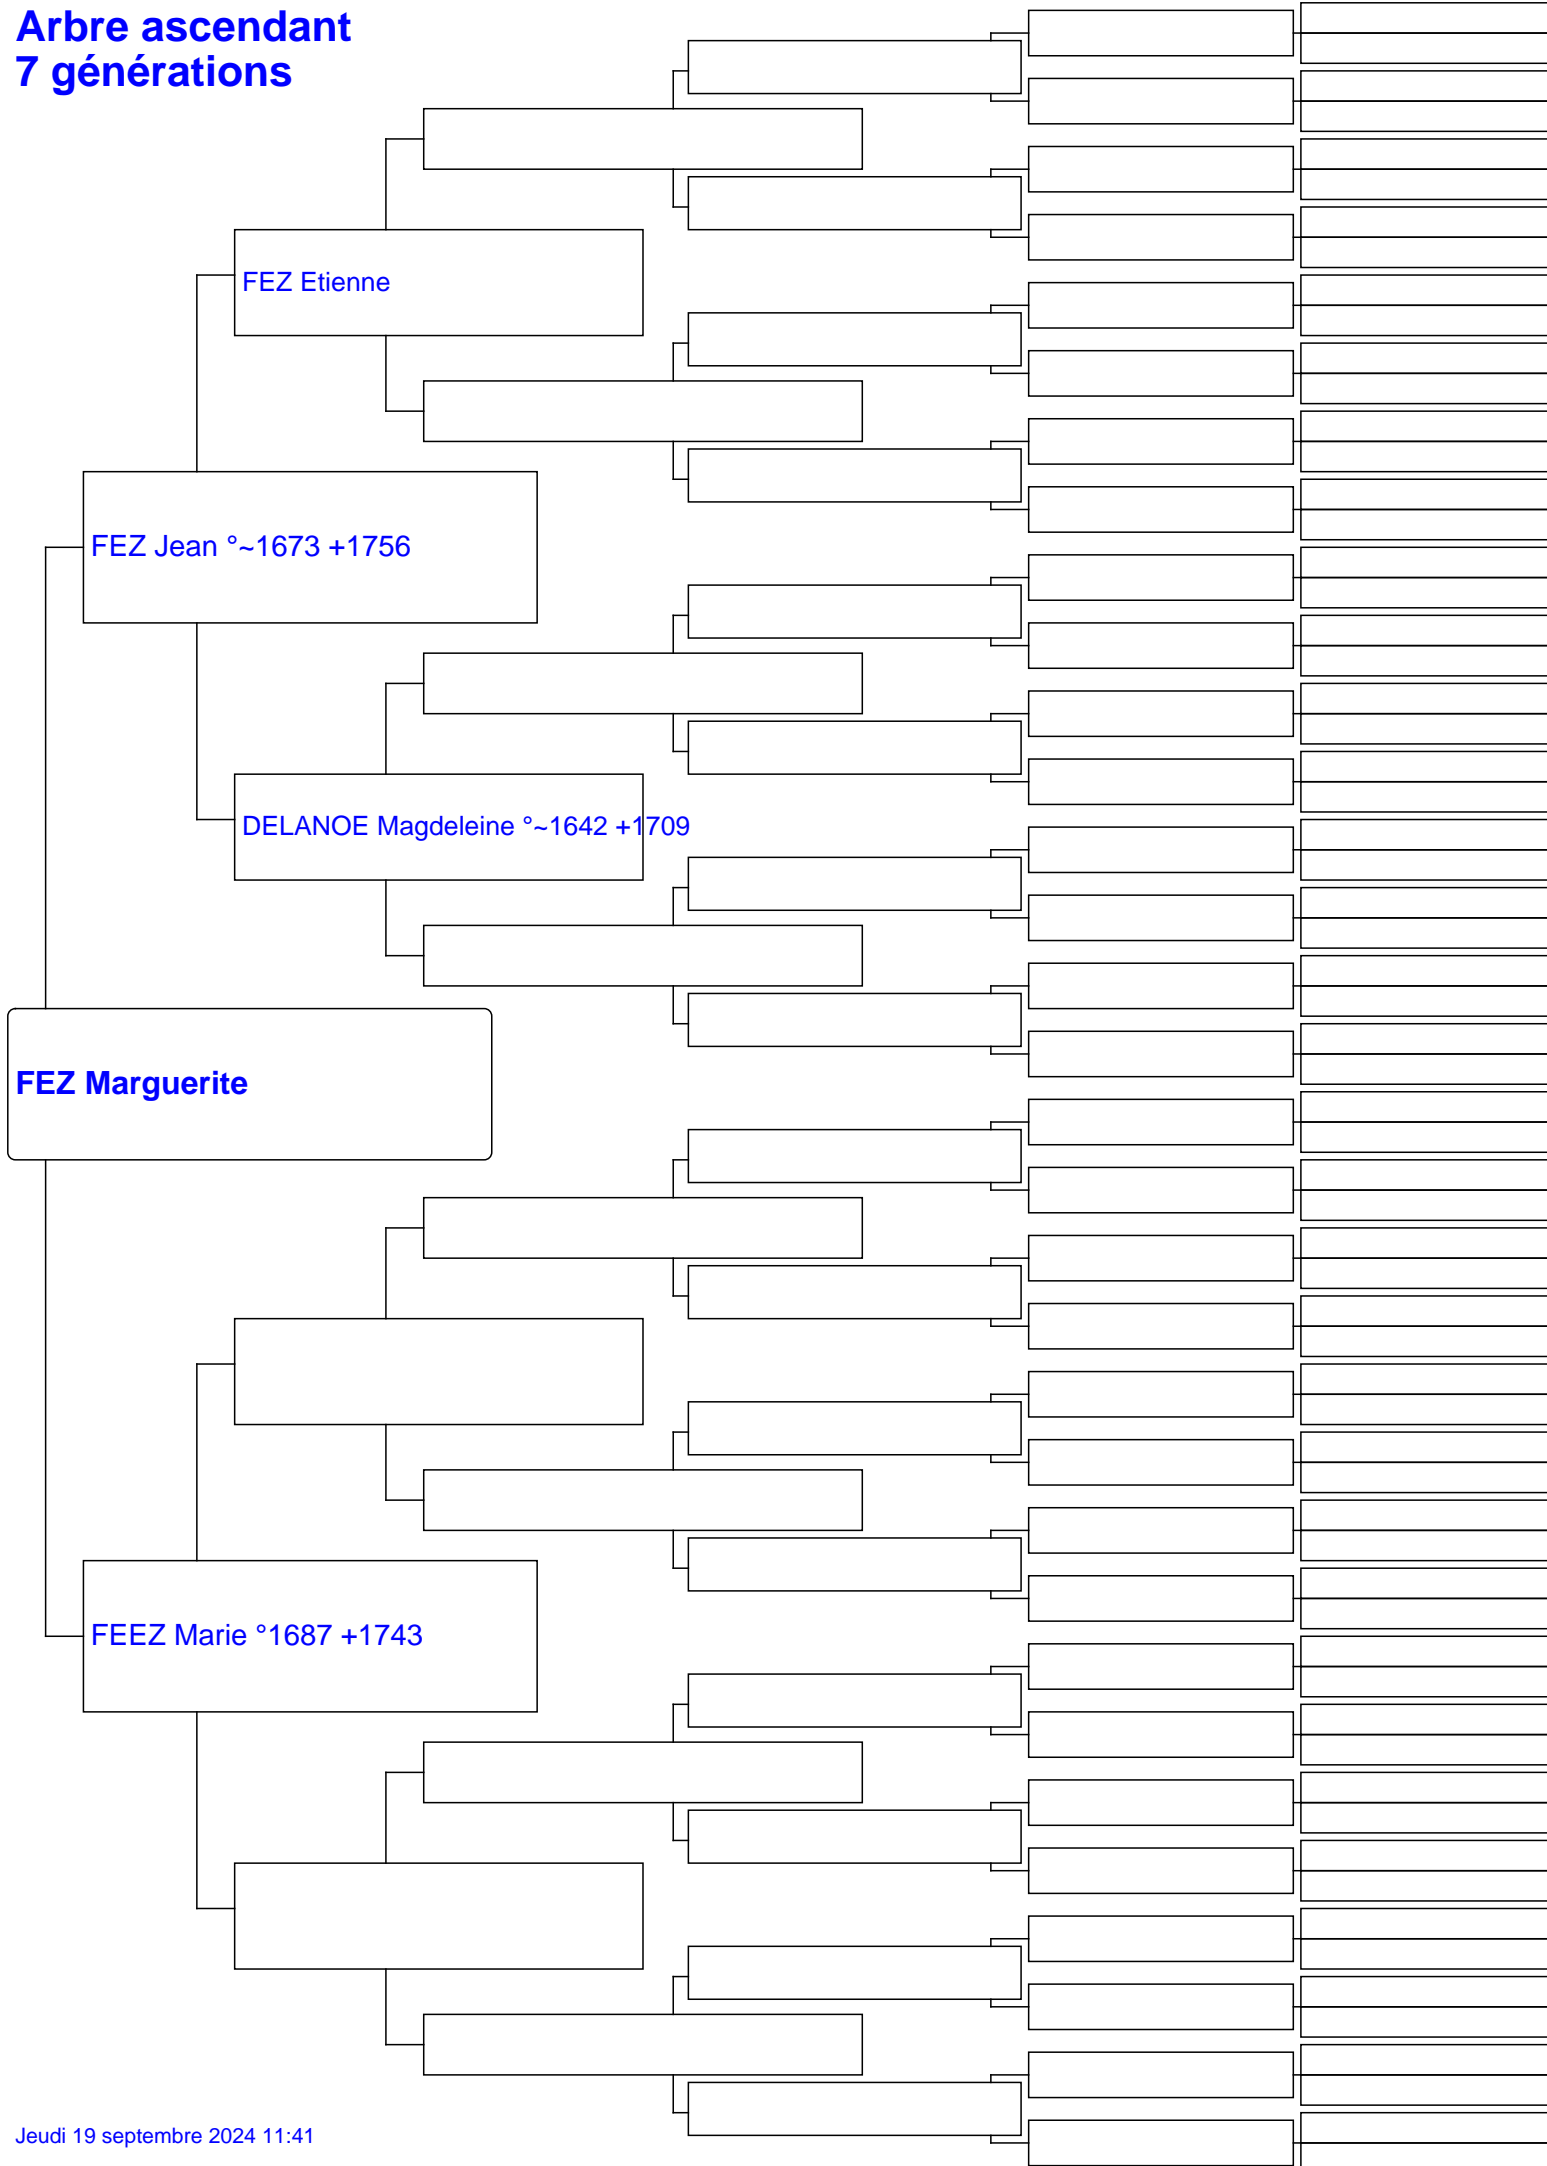 Arbre ascendant
7 générations
FEZ Etienne
FEZ Jean °~1673 +1756
DELANOE Magdeleine °~1642 +1709
FEZ Marguerite
FEEZ Marie °1687 +1743
Jeudi 19 septembre 2024 11:41